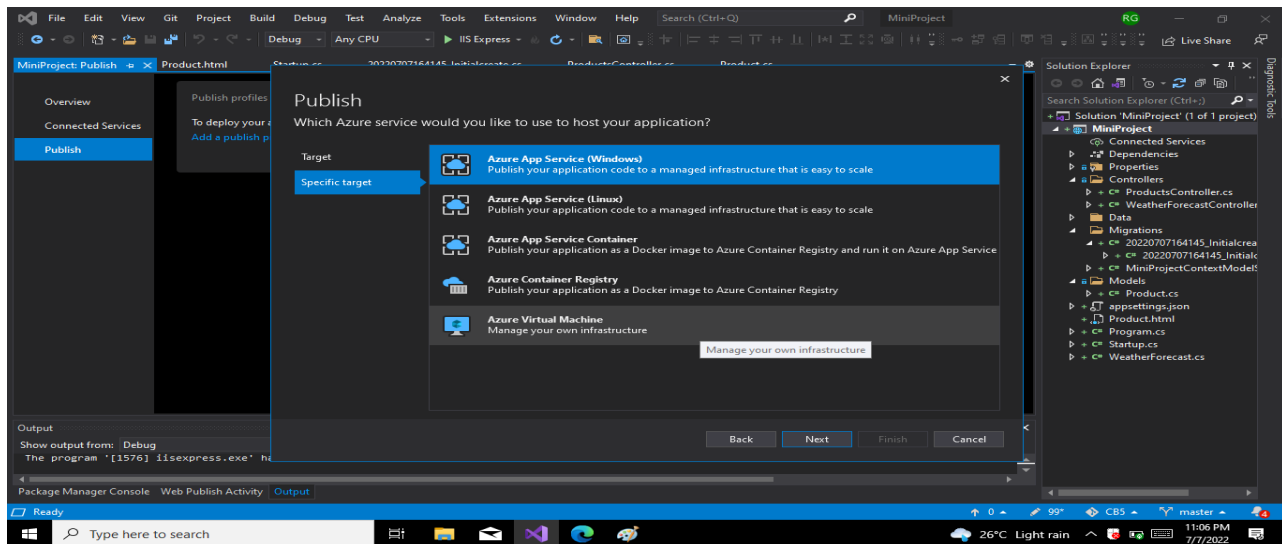 File Edit View Git Project Build Debug Test Analyze Tools Extensions Window Help Search (Ctrl+Q) MiniProject RG
Debug Any CPU IIS Express Live Share
MiniProject: Publish Product.html Startup.cs 20220707164145_Initialcreate.cs ProductsController.cs Product.cs
Overview
Connected Services
Publish
Publish profiles
To deploy your a
Add a publish p
Publish
Which Azure service would you like to use to host your application?
Target
Specific target
Azure App Service (Windows)
Publish your application code to a managed infrastructure that is easy to scale
Azure App Service (Linux)
Publish your application code to a managed infrastructure that is easy to scale
Azure App Service Container
Publish your application as a Docker image to Azure Container Registry and run it on Azure App Service
Azure Container Registry
Publish your application as a Docker image to Azure Container Registry
Azure Virtual Machine
Manage your own infrastructure
Manage your own infrastructure
Back Next Finish Cancel
Solution Explorer
Search Solution Explorer (Ctrl+;)
Solution 'MiniProject' (1 of 1 project)
MiniProject
Connected Services
Dependencies
Properties
Controllers
C# ProductsController.cs
C# WeatherForecastController
Data
Migrations
C# 20220707164145_Initialcrea
C# 20220707164145_Initialc
C# MiniProjectContextModelS
Models
C# Product.cs
appsettings.json
Product.html
C# Program.cs
C# Startup.cs
C# WeatherForecast.cs
Diagnostic Tools
Output
Show output from: Debug
The program '[1576] iisexpress.exe' ha
Package Manager Console Web Publish Activity Output
Ready 0 99+ CB5 master 4
Type here to search 26°C Light rain 11:06 PM
7/7/2022